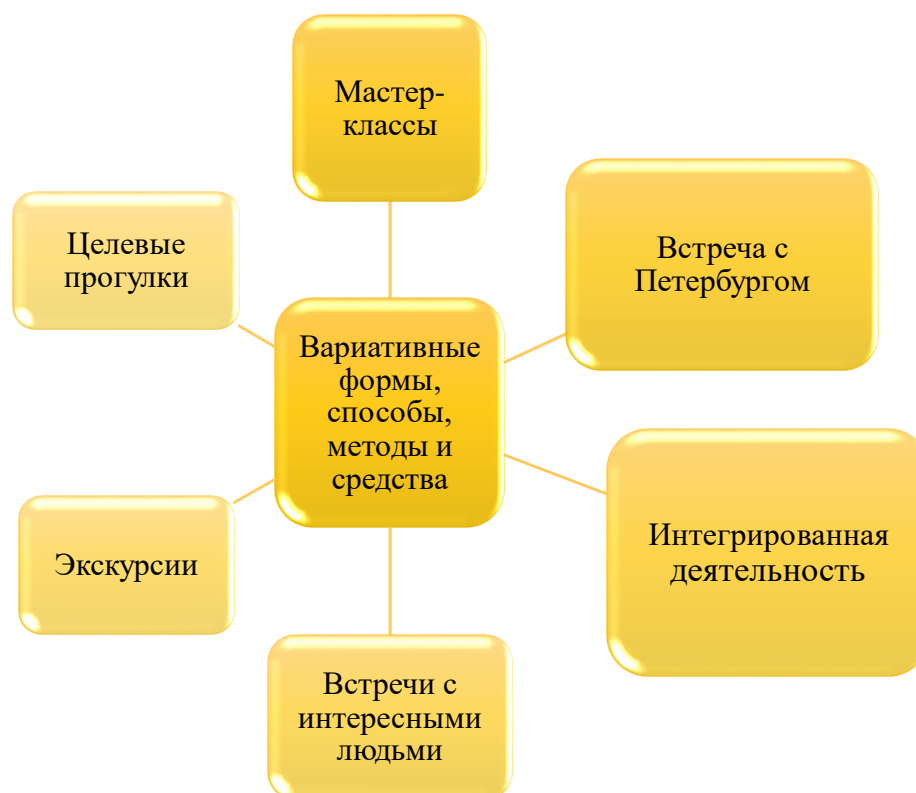 Мастер-
классы
Целевые
прогулки
Встреча с
Петербургом
Вариативные
формы,
способы,
методы и
средства
Экскурсии
Интегрированная
деятельность
Встречи с
интересными
людьми